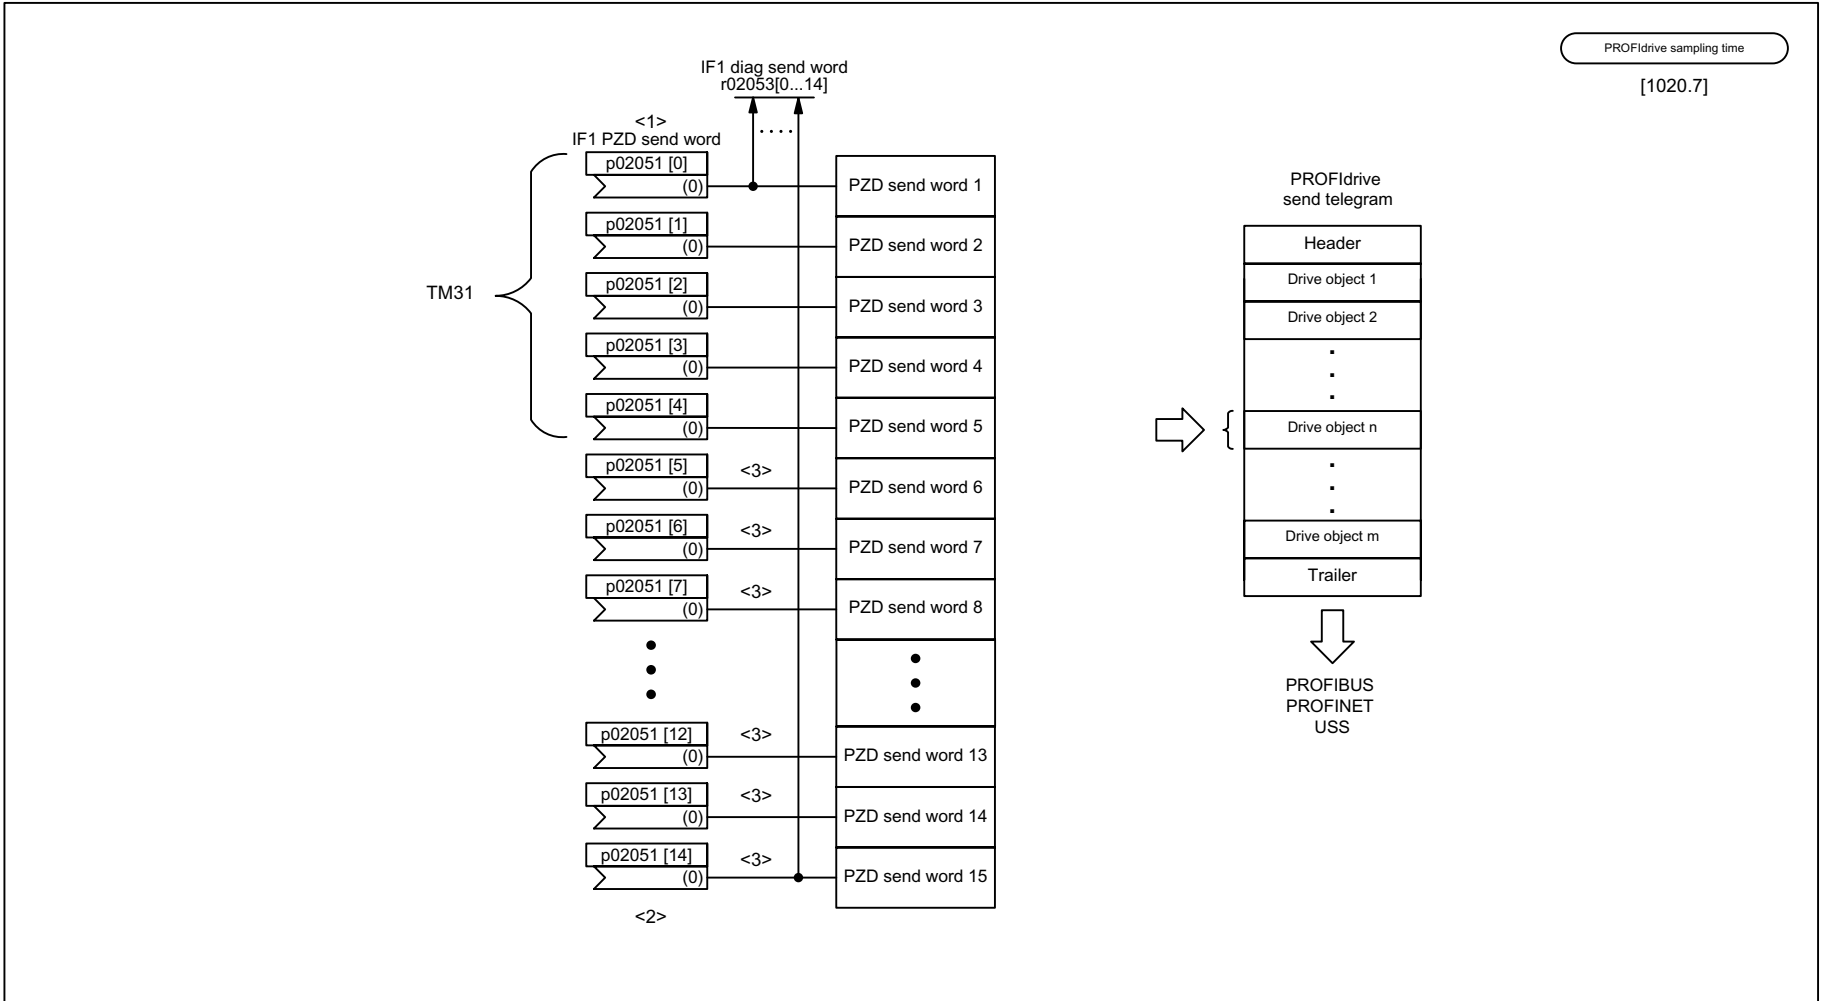 PROFIdrive sampling time
[1020.7]
IF1 diag send word
r02053[0...14]
<1>
IF1 PZD send word
TM31
p02051 [0]
(0)
PZD send word 1
p02051 [1]
(0)
PZD send word 2
p02051 [2]
(0)
PZD send word 3
p02051 [3]
(0)
PZD send word 4
p02051 [4]
(0)
PZD send word 5
p02051 [5]
(0)
<3>
PZD send word 6
p02051 [6]
(0)
<3>
PZD send word 7
p02051 [7]
(0)
<3>
PZD send word 8
p02051 [12]
(0)
<3>
PZD send word 13
p02051 [13]
(0)
<3>
PZD send word 14
p02051 [14]
(0)
<3>
PZD send word 15
<2>
PROFIdrive
send telegram
Header
Drive object 1
Drive object 2
Drive object n
Drive object m
Trailer
PROFIBUS
PROFINET
USS